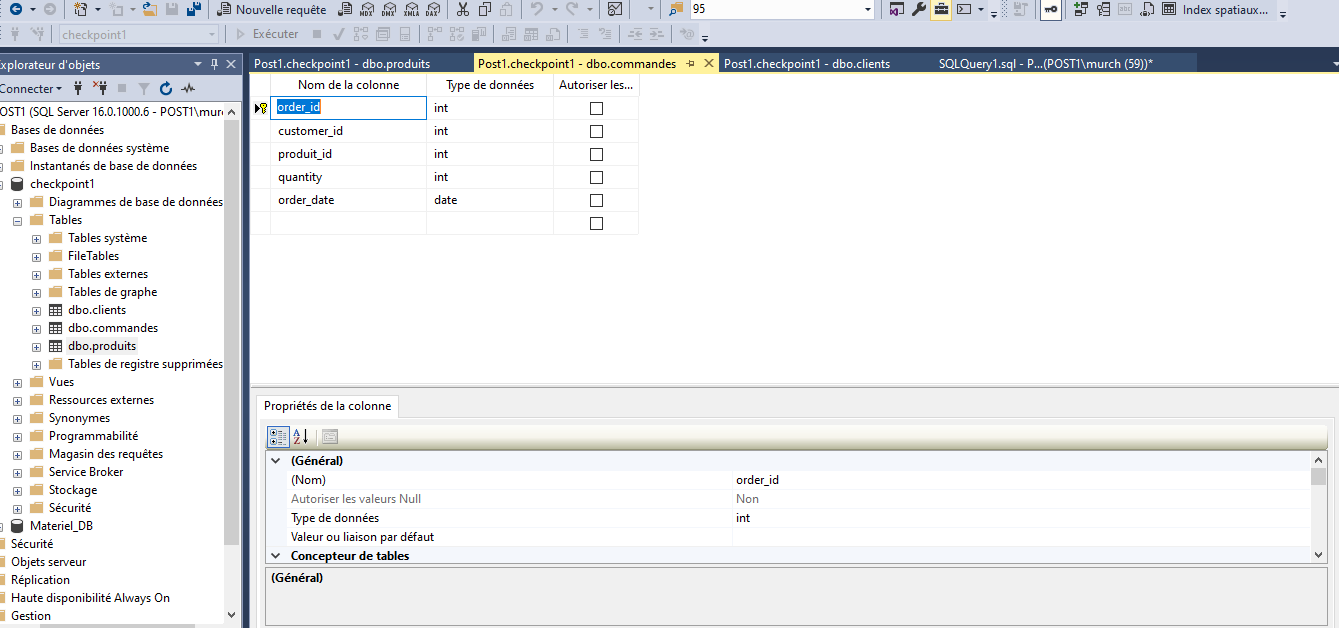 Nouvelle requête MDX DMX XMLA DAX 95
checkpoint1 Exécuter Index spatiaux...
Explorateur d'objets
Connecter
OST1 (SQL Server 16.0.1000.6 - POST1\mur
Bases de données
Bases de données système
Instantanés de base de données
checkpoint1
Diagrammes de base de données
Tables
Tables système
FileTables
Tables externes
Tables de graphe
dbo.clients
dbo.commandes
dbo.produits
Tables de registre supprimées
Vues
Ressources externes
Synonymes
Programmabilité
Magasin des requêtes
Service Broker
Stockage
Sécurité
Materiel_DB
Sécurité
Objets serveur
Réplication
Haute disponibilité Always On
Gestion
Post1.checkpoint1 - dbo.produits
Post1.checkpoint1 - dbo.commandes
Post1.checkpoint1 - dbo.clients
SQLQuery1.sql - P...(POST1\murch (59))*
Nom de la colonne Type de données Autoriser les...
order_id int
customer_id int
produit_id int
quantity int
order_date date
Propriétés de la colonne
(Général)
(Nom) order_id
Autoriser les valeurs Null Non
Type de données int
Valeur ou liaison par défaut
Concepteur de tables
(Général)